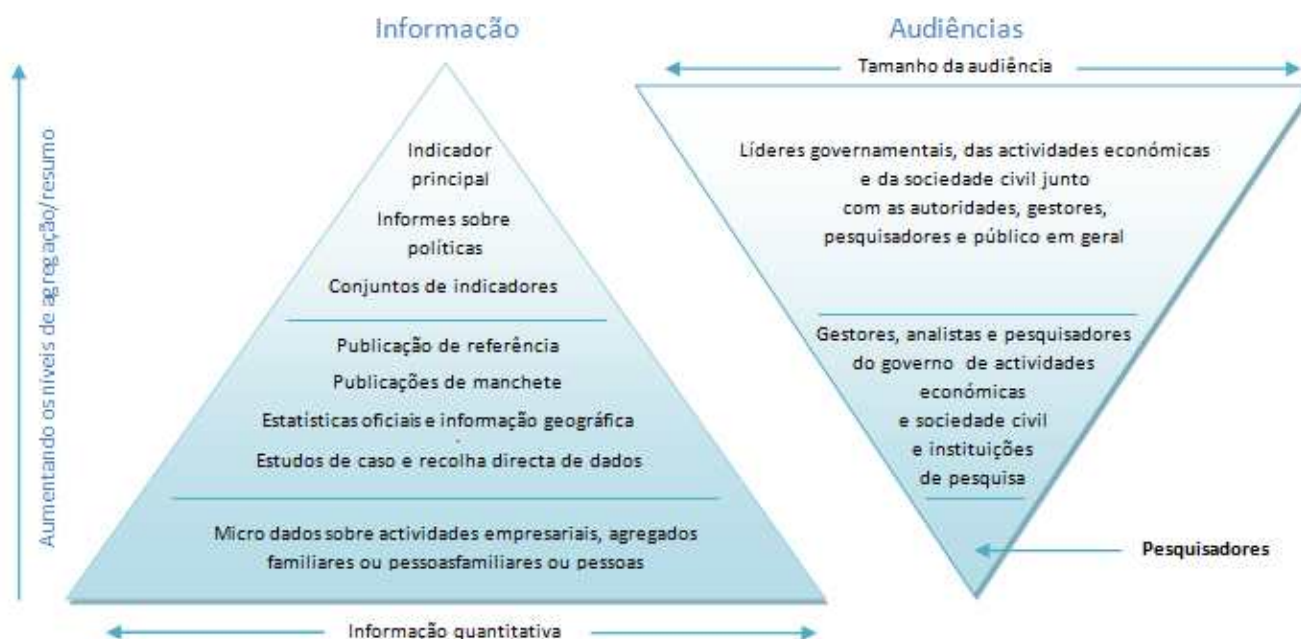 Informação
Audiências
Aumentando os níveis de agregação/resumo
Indicador
principal
Informes sobre
políticas
Conjuntos de indicadores
Publicação de referência
Publicações de manchete
Estatísticas oficiais e informação geográfica
Estudos de caso e recolha directa de dados
Micro dados sobre actividades empresariais, agregados
familiares ou pessoasfamiliares ou pessoas
Informação quantitativa
Tamanho da audiência
Líderes governamentais, das actividades económicas
e da sociedade civil junto
com as autoridades, gestores,
pesquisadores e público em geral
Gestores, analistas e pesquisadores
do governo de actividades
económicas
e sociedade civil
e instituições
de pesquisa
Pesquisadores